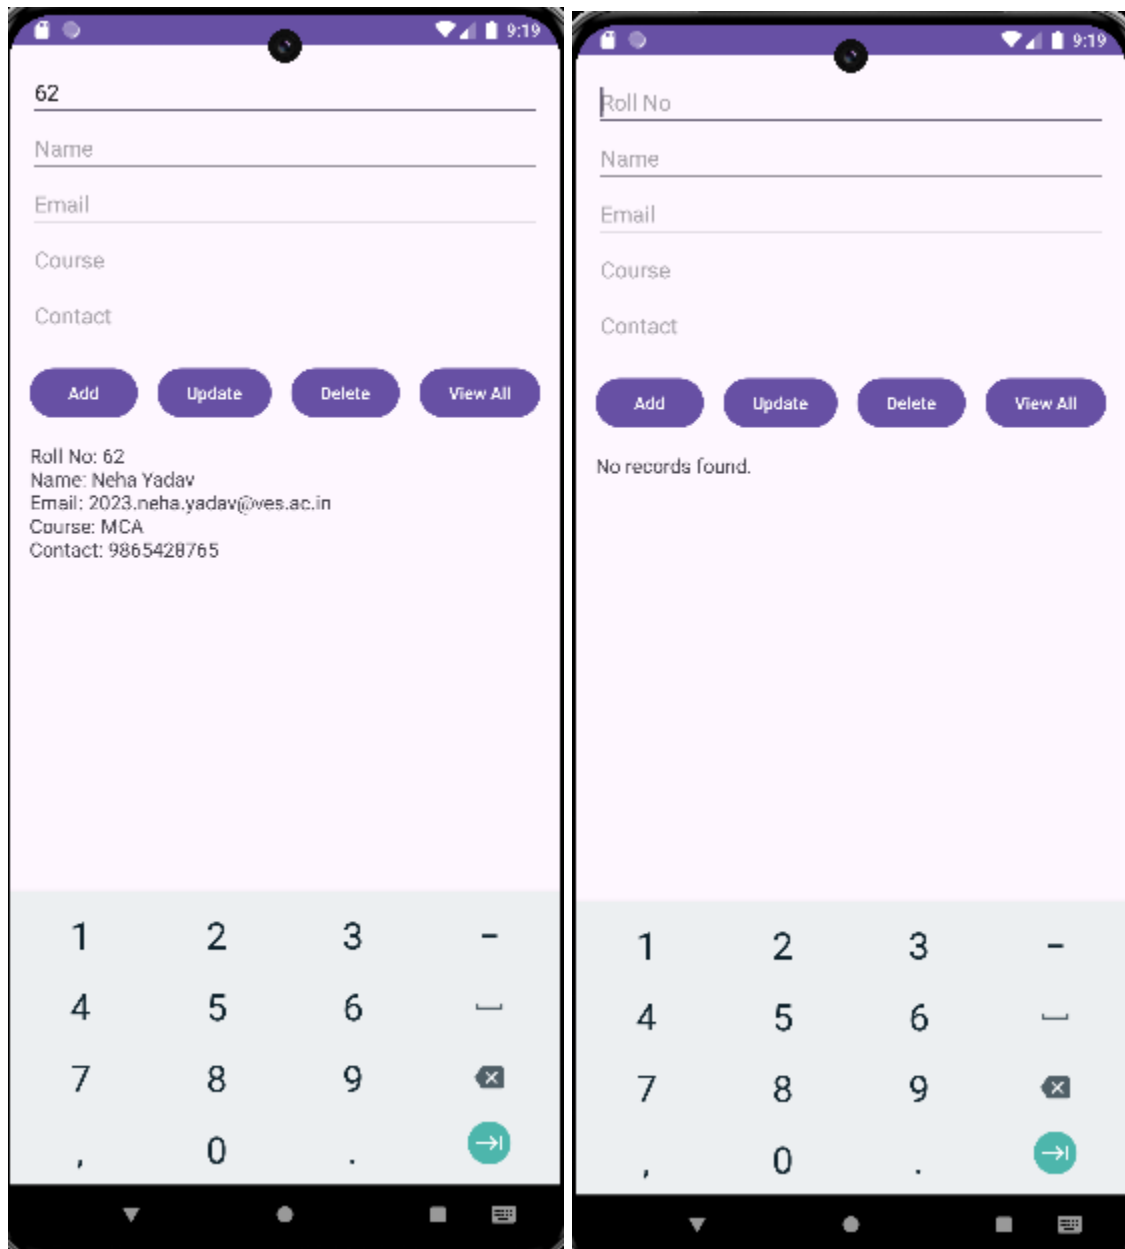 9:19
62
Name
Email
Course
Contact
Add Update Delete View All
Roll No: 62
Name: Neha Yadav
Email: 2023.neha.yadav@ves.ac.in
Course: MCA
Contact: 9865428765
1 2 3 -
4 5 6
7 8 9
, 0 .
9:19
Roll No
Name
Email
Course
Contact
Add Update Delete View All
No records found.
1 2 3 -
4 5 6
7 8 9
, 0 .